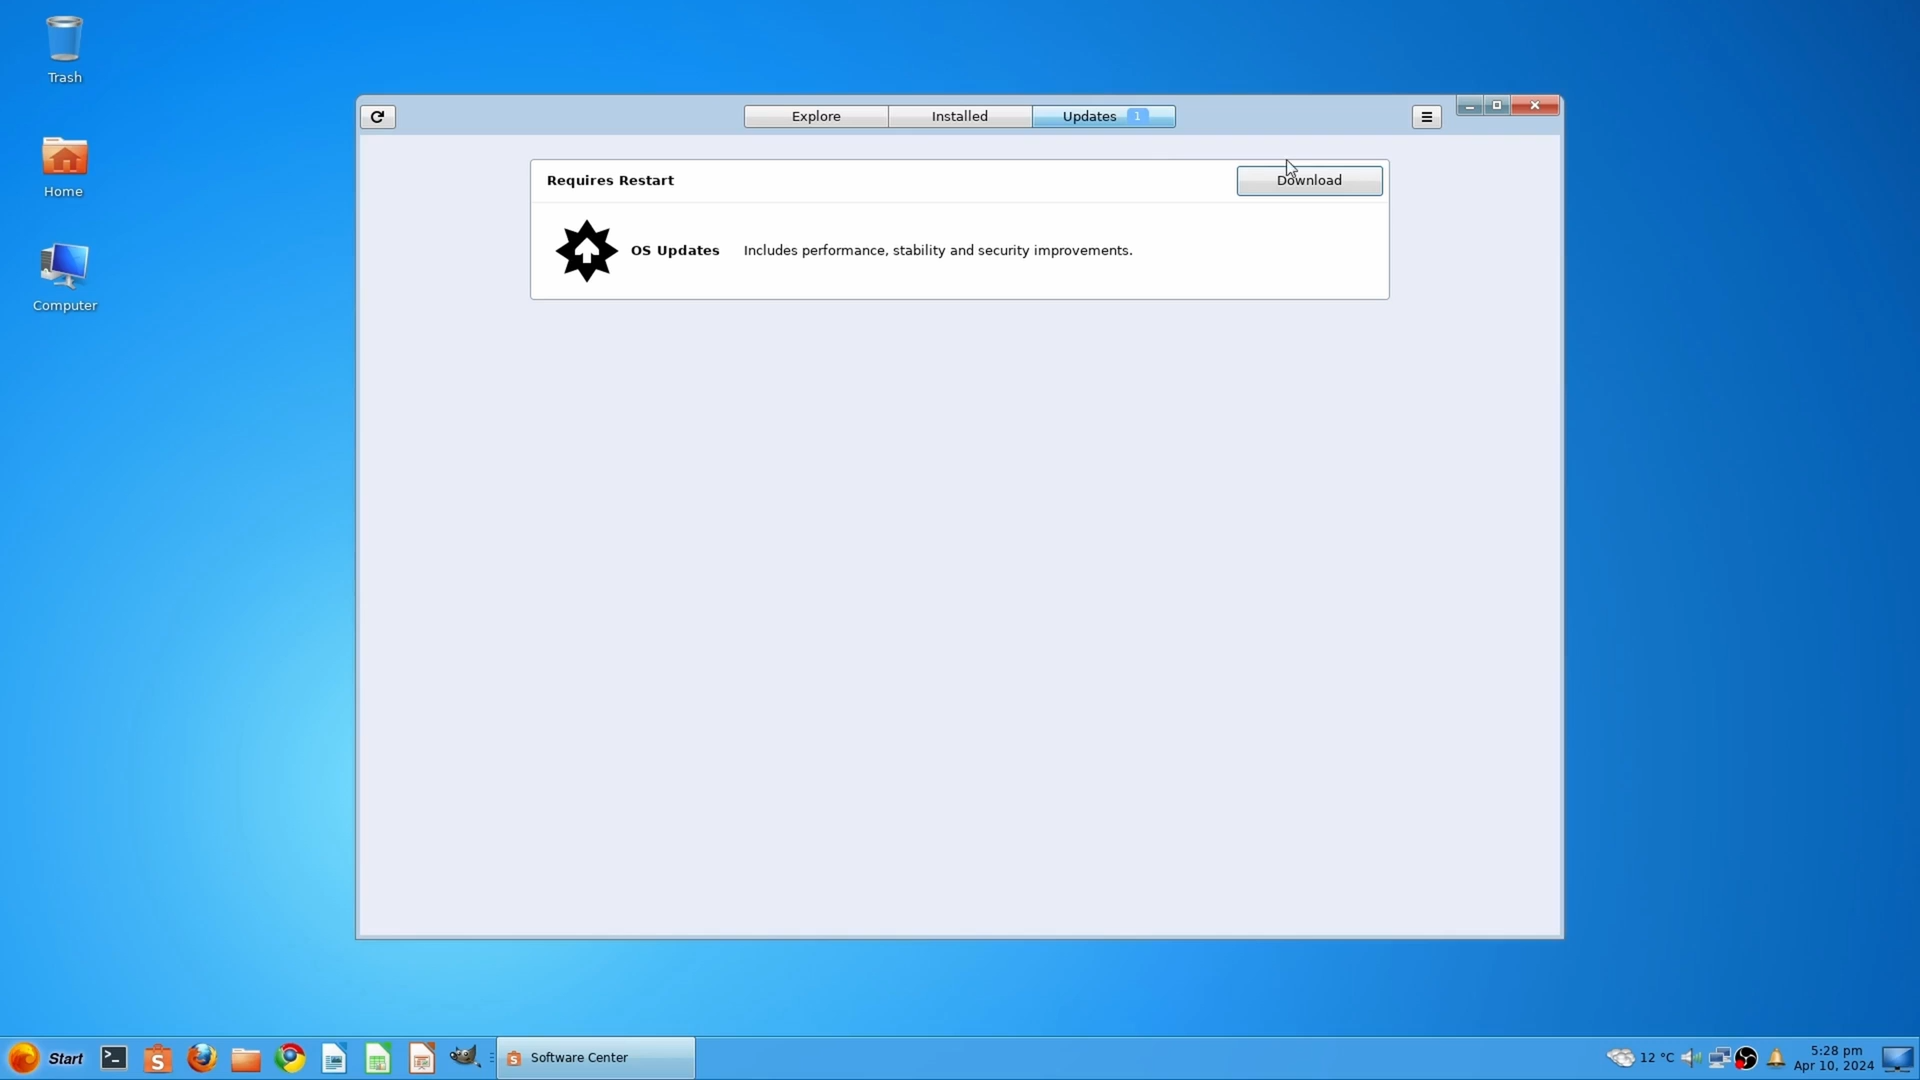 Trash
Home
Computer
Explore
Installed
Updates 1
Requires Restart
Download
OS Updates
Includes performance, stability and security improvements.
Start
Software Center
12 °C
5:28 pm
Apr 10, 2024